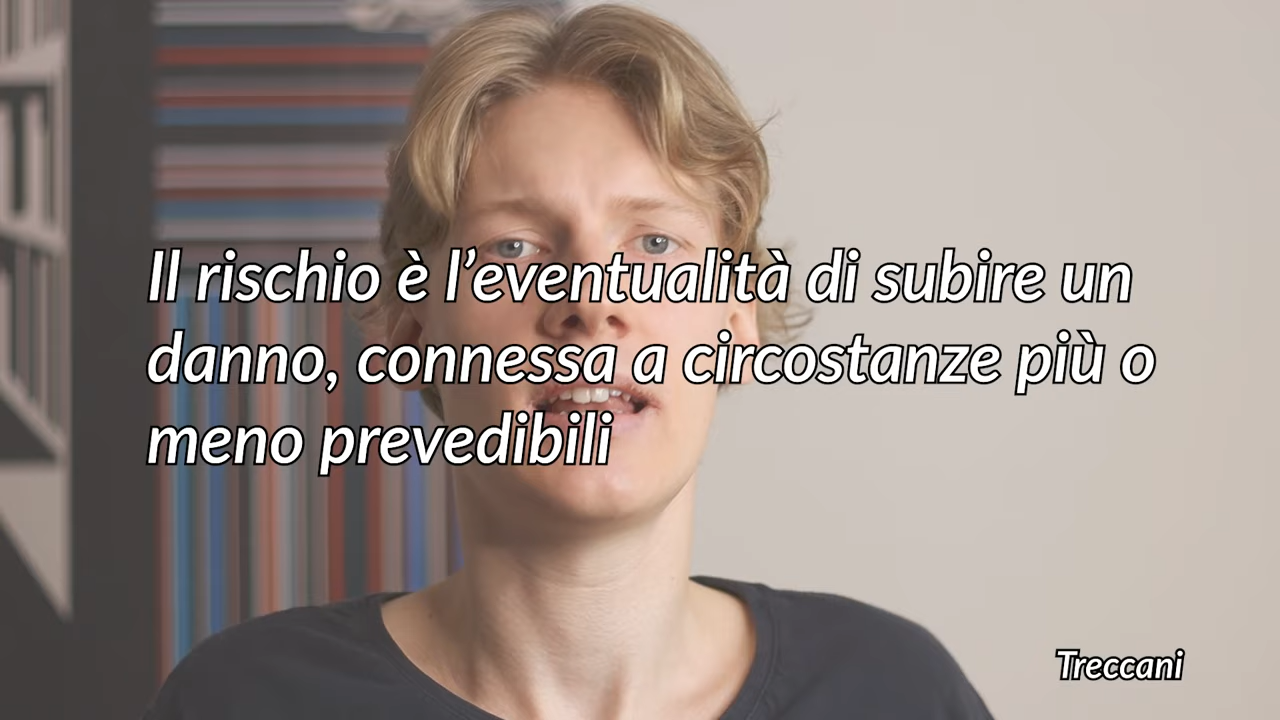 Il rischio è l’eventualità di subire un
danno, connessa a circostanze più o
meno prevedibili
Treccani